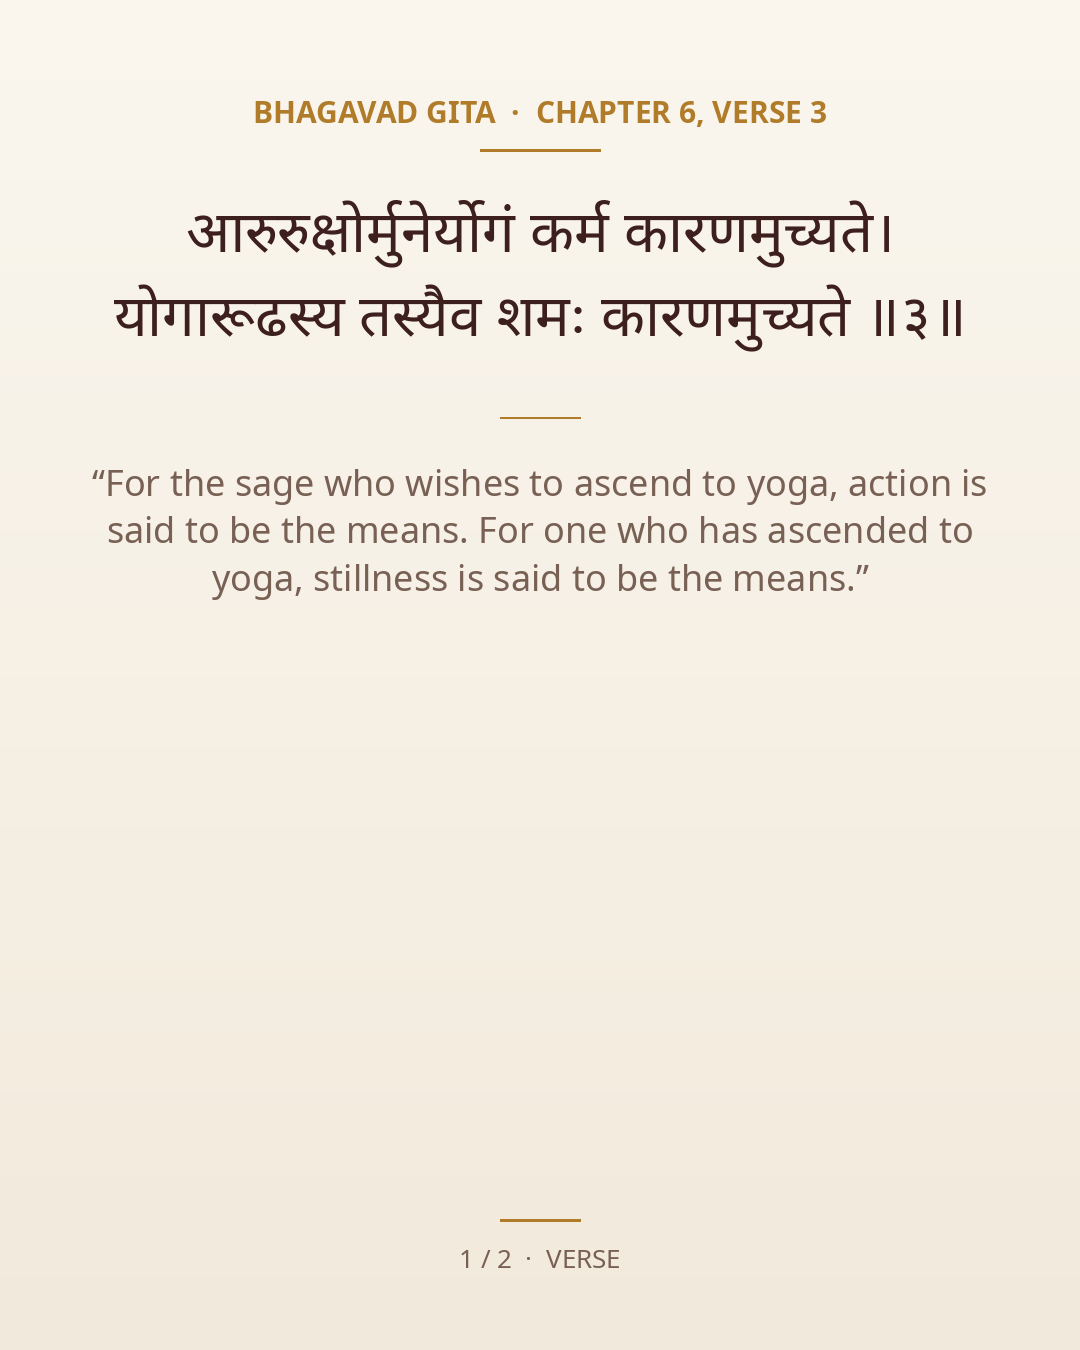 BHAGAVAD GITA · CHAPTER 6, VERSE 3
आरुरुक्षोर्मुनेर्योगं कर्म कारणमुच्यते।
योगारूढस्य तस्यैव शमः कारणमुच्यते ॥३॥
“For the sage who wishes to ascend to yoga, action is
said to be the means. For one who has ascended to
yoga, stillness is said to be the means.”
1 / 2 · VERSE